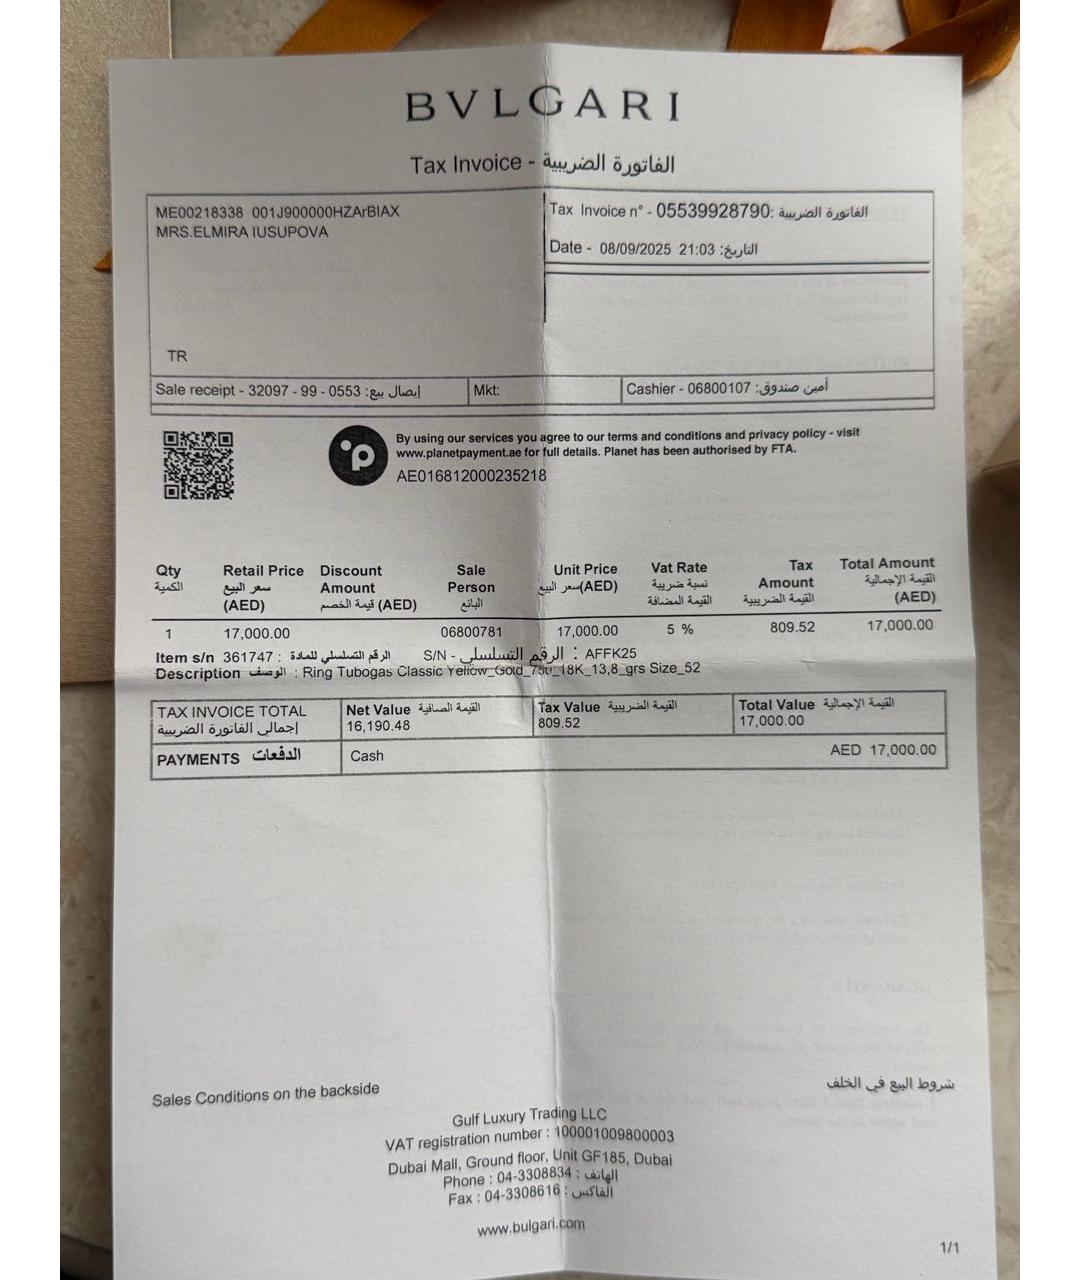 BVLGARI
Tax Invoice - الفاتورة الضريبية
ME00218338 001J900000HZArBIAX
MRS.ELMIRA IUSUPOVA
TR
Tax Invoice n° - 05539928790: الفاتورة الضريبية
Date - 08/09/2025 21:03 :التاريخ
Sale receipt - 32097 - 99 - 0553 :إيصال بيع
Mkt:
Cashier - 06800107 :أمين صندوق
By using our services you agree to our terms and conditions and privacy policy - visit
www.planetpayment.ae for full details. Planet has been authorised by FTA.
AE016812000235218
Qty Retail Price Discount Sale Unit Price Vat Rate Tax Total Amount
الكمية سعر البيع Amount Person سعر البيع(AED) نسبة ضريبية Amount القيمة الإجمالية
(AED) قيمة الخصم (AED) البائع القيمة المضافة القيمة الضريبية (AED)
1 17,000.00 06800781 17,000.00 5 % 809.52 17,000.00
Item s/n 361747 : الرقم التسلسلي للمادة S/N - الرقم التسلسلي : AFFK25
Description الوصف : Ring Tubogas Classic Yellow_Gold_750_18K_13,8_grs Size_52
TAX INVOICE TOTAL Net Value القيمة الصافية Tax Value القيمة الضريبية Total Value القيمة الإجمالية
إجمالي الفاتورة الضريبية 16,190.48 809.52 17,000.00
PAYMENTS الدفعات Cash AED 17,000.00
Sales Conditions on the backside
شروط البيع في الخلف
Gulf Luxury Trading LLC
VAT registration number : 100001009800003
Dubai Mall, Ground floor, Unit GF185, Dubai
Phone : 04-3308834 : الهاتف
Fax : 04-3308616 : الفاكس
www.bulgari.com
1/1